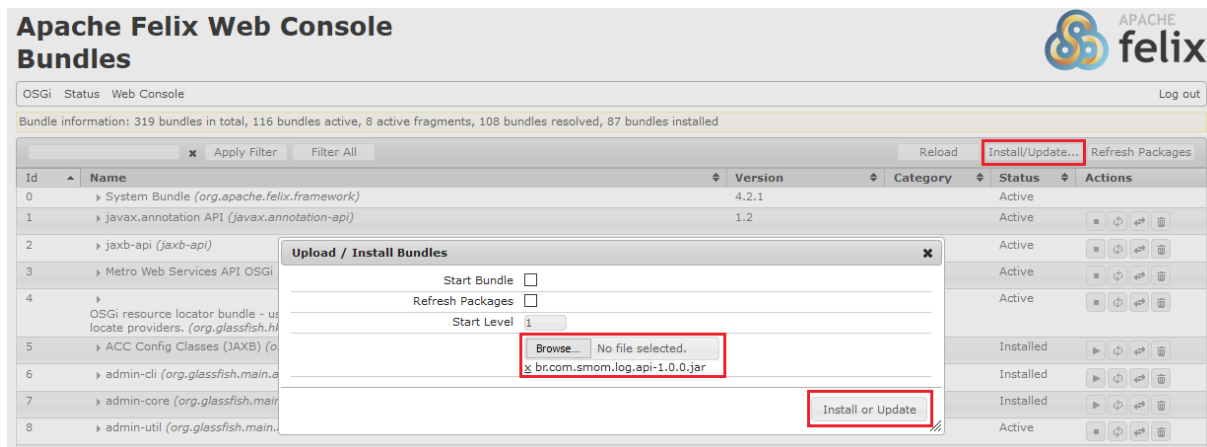 Apache Felix Web Console
Bundles
APACHE
felix
OSGi Status Web Console Log out
Bundle information: 319 bundles in total, 116 bundles active, 8 active fragments, 108 bundles resolved, 87 bundles installed
x Apply Filter Filter All Reload Install/Update... Refresh Packages
Id Name Version Category Status Actions
0 System Bundle (org.apache.felix.framework) 4.2.1 Active
1 javax.annotation API (javax.annotation-api) 1.2 Active
2 jaxb-api (jaxb-api) Active
3 Metro Web Services API OSGi Active
4 Active
OSGi resource locator bundle - us
locate providers. (org.glassfish.hk
5 ACC Config Classes (JAXB) (o Installed
6 admin-cli (org.glassfish.main.a Installed
7 admin-core (org.glassfish.mair Installed
8 admin-util (org.glassfish.main. Active
Upload / Install Bundles x
Start Bundle
Refresh Packages
Start Level 1
Browse... No file selected.
x br.com.smom.log.api-1.0.0.jar
Install or Update